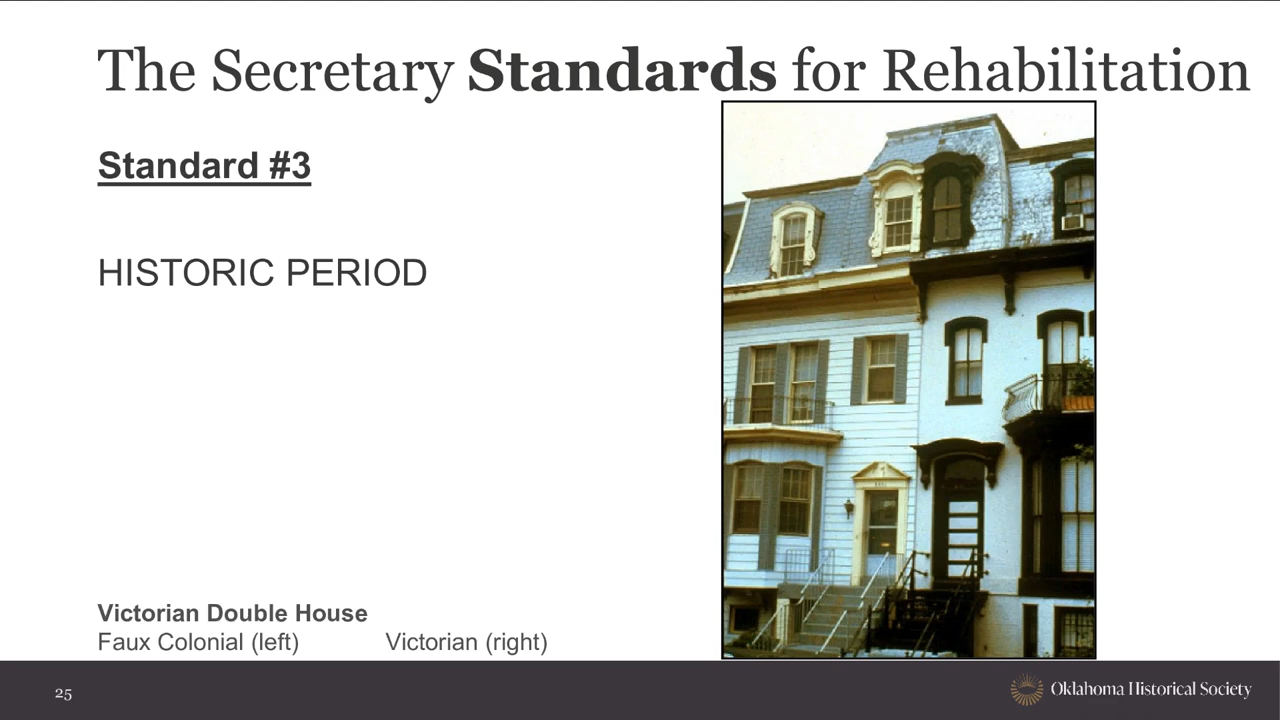 The Secretary Standards for Rehabilitation
Standard #3
HISTORIC PERIOD
Victorian Double House
Faux Colonial (left) Victorian (right)
25
Oklahoma Historical Society